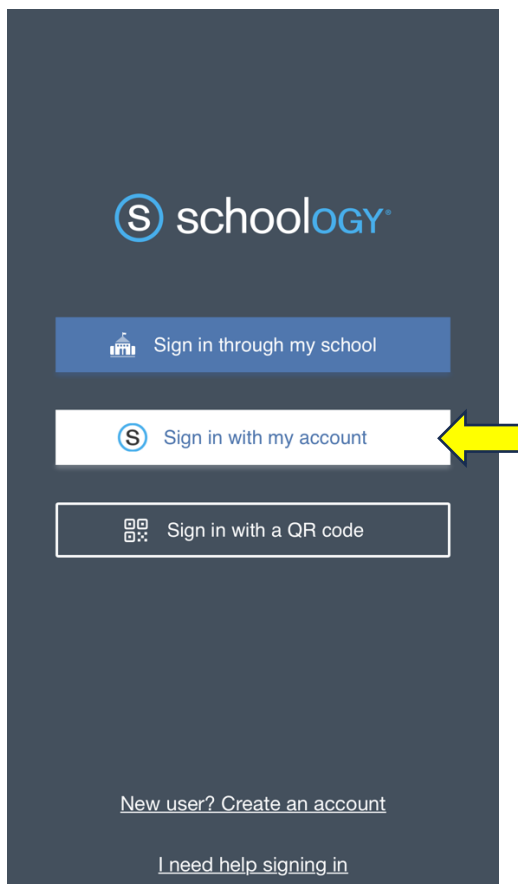 S schoology®
Sign in through my school
S Sign in with my account
Sign in with a QR code
New user? Create an account
I need help signing in